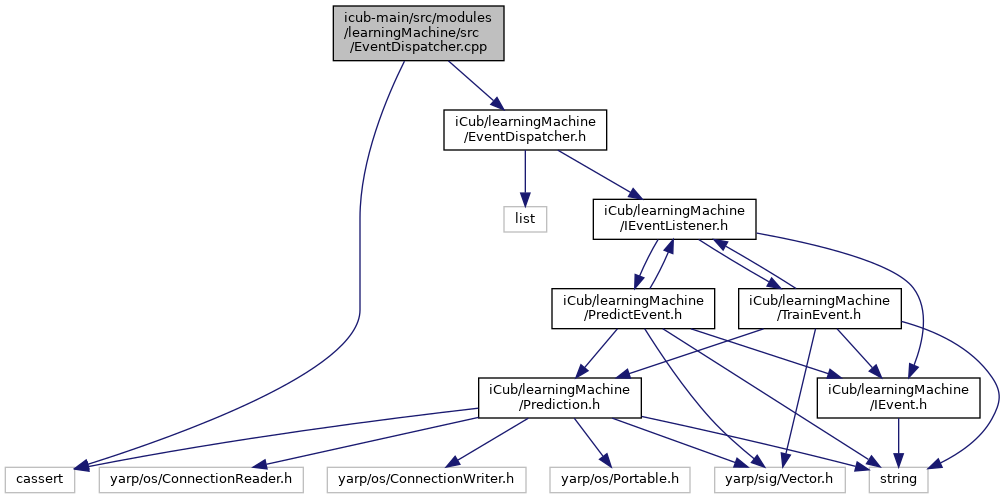 icub-main/src/modules
/learningMachine/src
/EventDispatcher.cpp
iCub/learningMachine
/EventDispatcher.h
list
iCub/learningMachine
/IEventListener.h
iCub/learningMachine
/PredictEvent.h
iCub/learningMachine
/TrainEvent.h
iCub/learningMachine
/Prediction.h
iCub/learningMachine
/IEvent.h
cassert
yarp/os/ConnectionReader.h
yarp/os/ConnectionWriter.h
yarp/os/Portable.h
yarp/sig/Vector.h
string